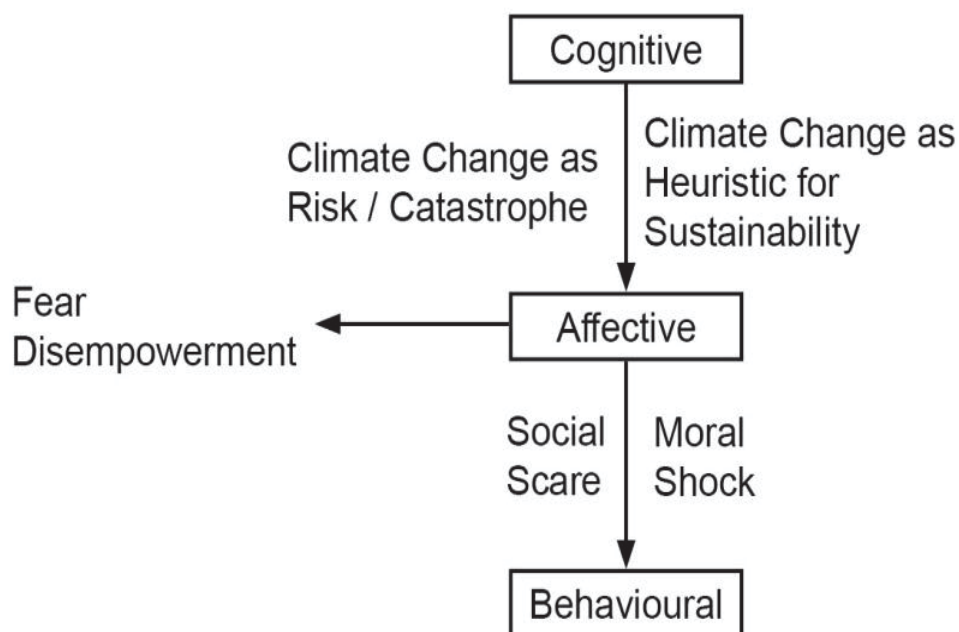 Cognitive
Climate Change as
Risk / Catastrophe
Climate Change as
Heuristic for
Sustainability
Fear
Disempowerment
Affective
Social
Scare
Moral
Shock
Behavioural